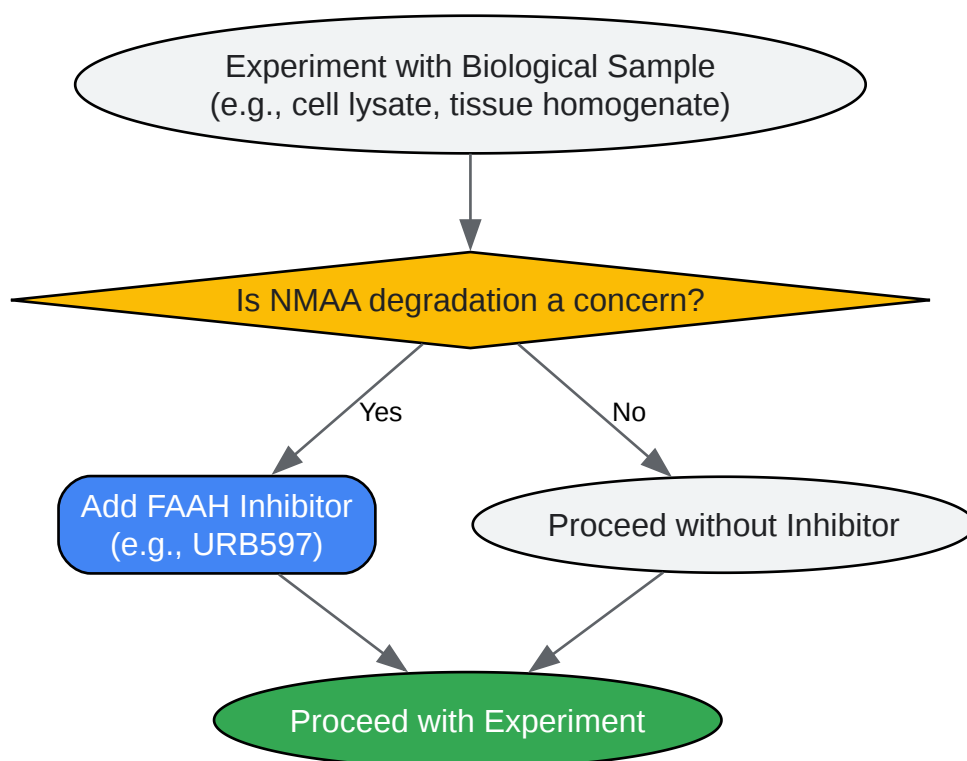 Experiment with Biological Sample
(e.g., cell lysate, tissue homogenate)
Is NMAA degradation a concern?
Yes
No
Add FAAH Inhibitor
(e.g., URB597)
Proceed without Inhibitor
Proceed with Experiment